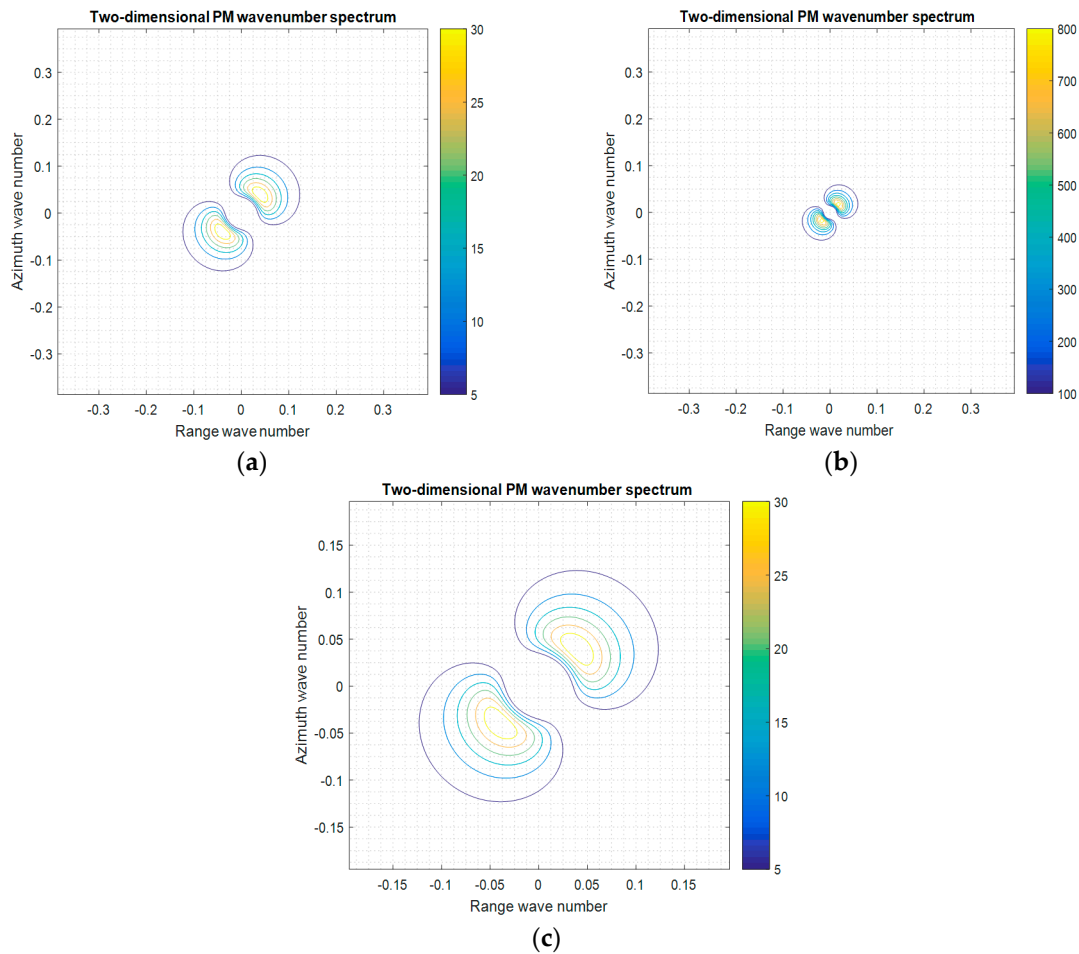 Two-dimensional PM wavenumber spectrum
Azimuth wave number
0.3
0.2
0.1
0
-0.1
-0.2
-0.3
-0.3 -0.2 -0.1 0 0.1 0.2 0.3
Range wave number
30
25
20
15
10
5
(a)
Two-dimensional PM wavenumber spectrum
Azimuth wave number
0.3
0.2
0.1
0
-0.1
-0.2
-0.3
-0.3 -0.2 -0.1 0 0.1 0.2 0.3
Range wave number
800
700
600
500
400
300
200
100
(b)
Two-dimensional PM wavenumber spectrum
Azimuth wave number
0.15
0.1
0.05
0
-0.05
-0.1
-0.15
-0.15 -0.1 -0.05 0 0.05 0.1 0.15
Range wave number
30
25
20
15
10
5
(c)